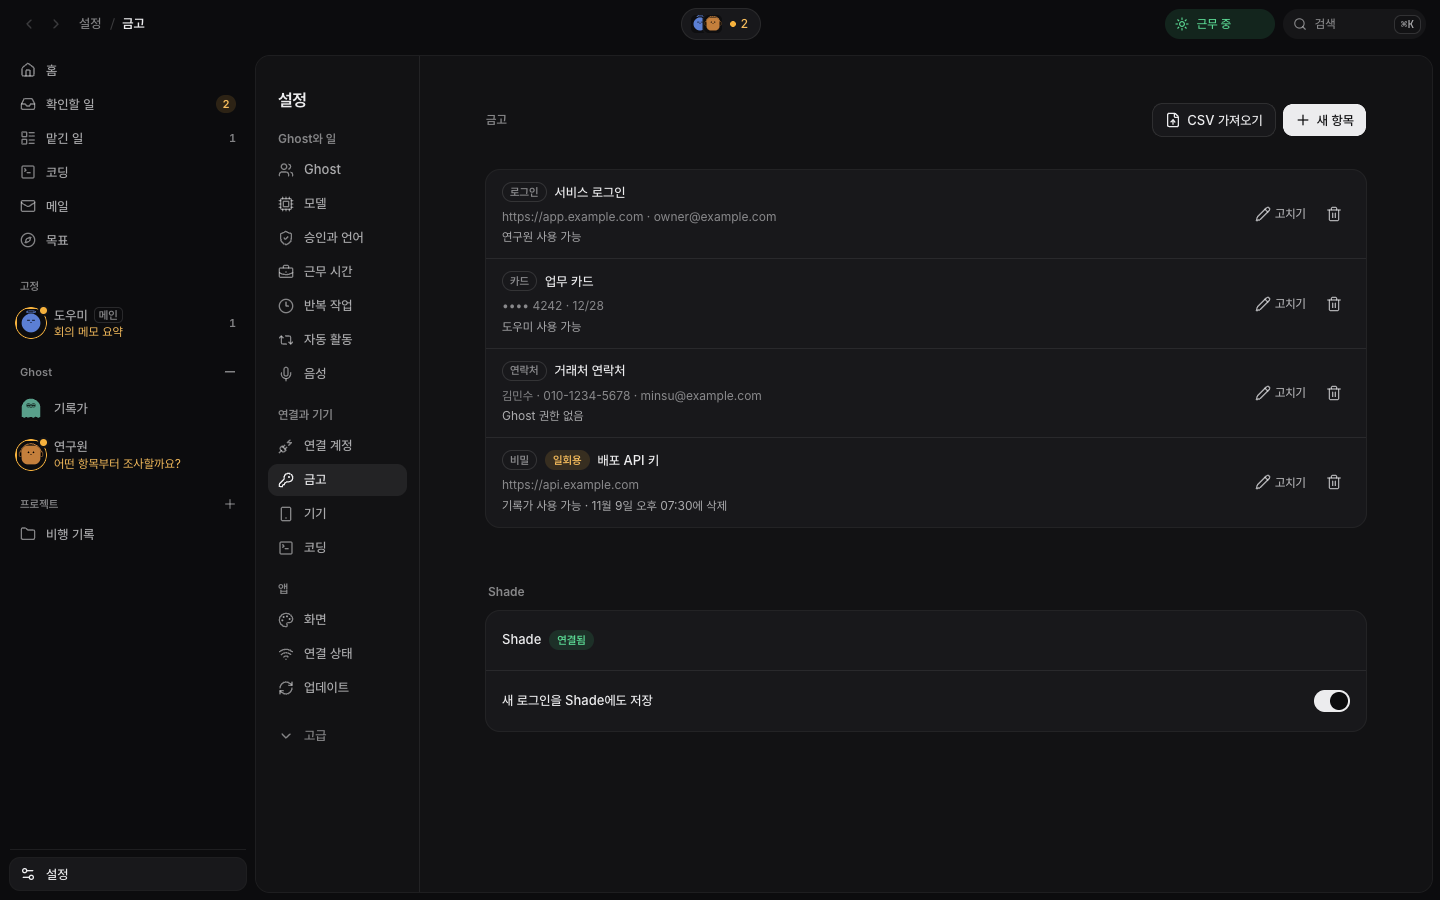 설정 / 금고
2
근무 중
검색
⌘K
홈
확인할 일
2
맡긴 일
1
코딩
메일
목표
고정
도우미 메인
회의 메모 요약
1
Ghost
기록가
연구원
어떤 항목부터 조사할까요?
프로젝트
비행 기록
설정
설정
Ghost와 일
Ghost
모델
승인과 언어
근무 시간
반복 작업
자동 활동
음성
연결과 기기
연결 계정
금고
기기
코딩
앱
화면
연결 상태
업데이트
고급
금고
CSV 가져오기
새 항목
로그인 서비스 로그인
https://app.example.com · owner@example.com
연구원 사용 가능
고치기
카드 업무 카드
•••• 4242 · 12/28
도우미 사용 가능
고치기
연락처 거래처 연락처
김민수 · 010-1234-5678 · minsu@example.com
Ghost 권한 없음
고치기
비밀 일회용 배포 API 키
https://api.example.com
기록가 사용 가능 · 11월 9일 오후 07:30에 삭제
고치기
Shade
Shade 연결됨
새 로그인을 Shade에도 저장